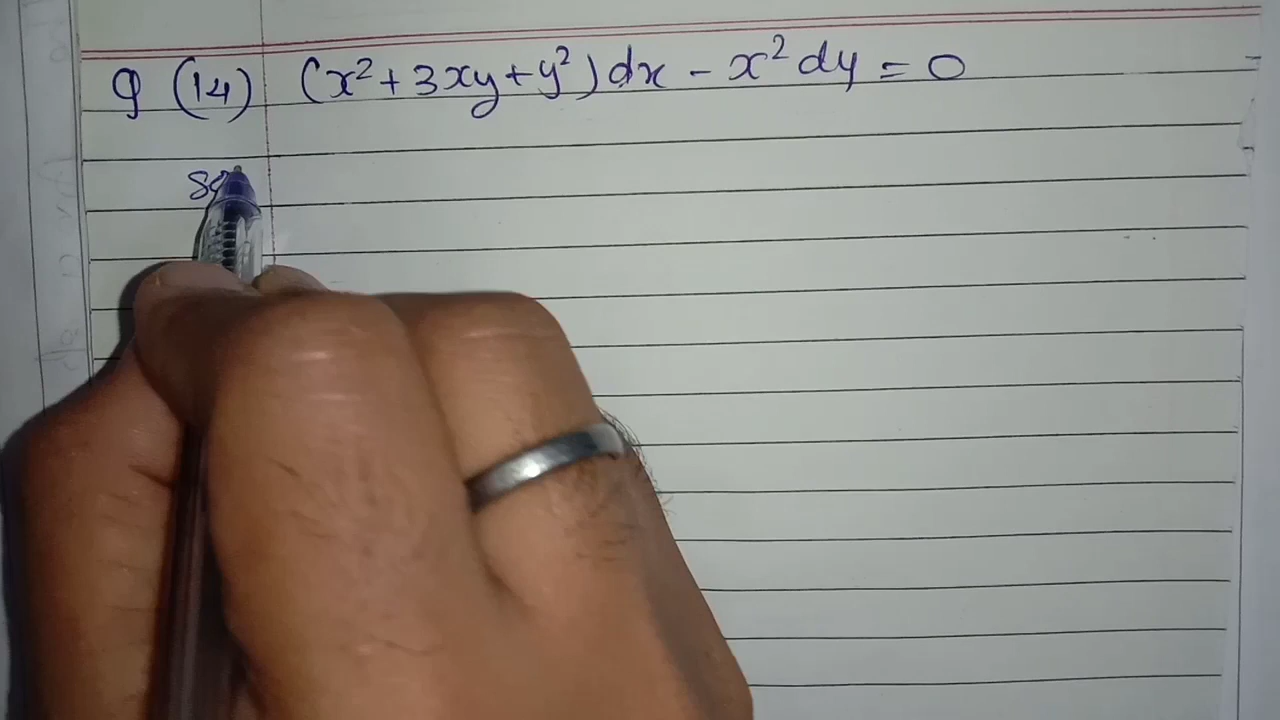 Q (14) (x² + 3xy + y²) dx - x² dy = 0